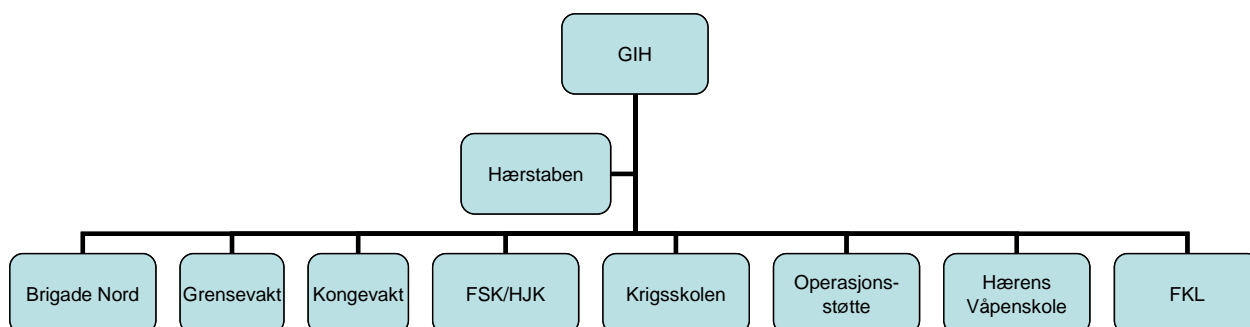 GIH
Hærstaben
Brigade Nord
Grensevakt
Kongevakt
FSK/HJK
Krigsskolen
Operasjons-
støtte
Hærens
Våpenskole
FKL